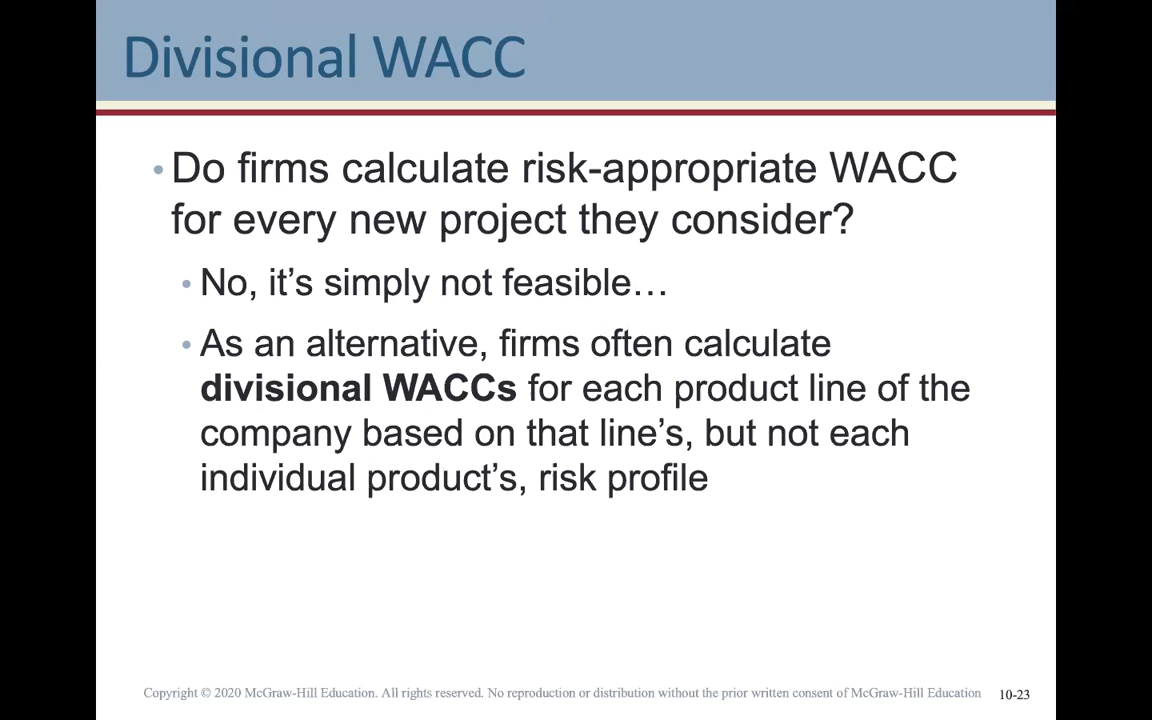 Divisional WACC
• Do firms calculate risk-appropriate WACC
for every new project they consider?
• No, it’s simply not feasible…
• As an alternative, firms often calculate
divisional WACCs for each product line of the
company based on that line’s, but not each
individual product’s, risk profile
Copyright © 2020 McGraw-Hill Education. All rights reserved. No reproduction or distribution without the prior written consent of McGraw-Hill Education 10-23